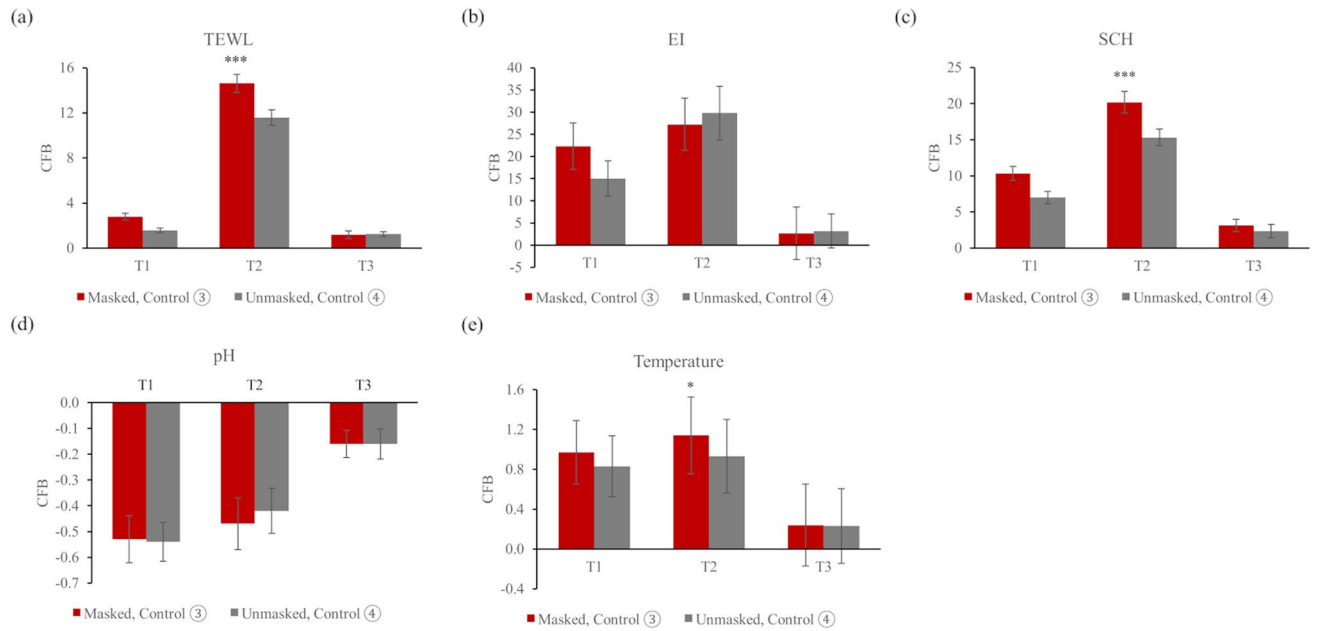 (a)
TEWL
16
***
12
CFB
8
4
0
T1 T2 T3
Masked, Control ③ Unmasked, Control ④
(b)
EI
40
35
30
25
20
CFB
15
10
5
0
-5
T1 T2 T3
Masked, Control ③ Unmasked, Control ④
(c)
SCH
25
***
20
15
CFB
10
5
0
T1 T2 T3
Masked, Control ③ Unmasked, Control ④
(d)
pH
T1 T2 T3
0.0
-0.1
-0.2
-0.3
CFB
-0.4
-0.5
-0.6
-0.7
Masked, Control ③ Unmasked, Control ④
(e)
Temperature
1.6
*
1.2
0.8
CFB
0.4
0.0
T1 T2 T3
-0.4
Masked, Control ③ Unmasked, Control ④